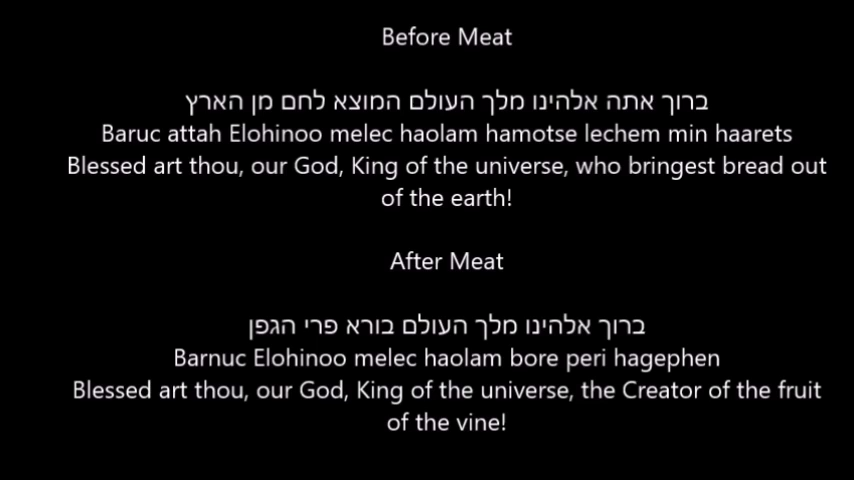 Before Meat
ברוך אתה אלהינו מלך העולם המוצא לחם מן הארץ
Baruc attah Elohinoo melec haolam hamotse lechem min haarets
Blessed art thou, our God, King of the universe, who bringest bread out
of the earth!
After Meat
ברוך אלהינו מלך העולם בורא פרי הגפן
Barnuc Elohinoo melec haolam bore peri hagephen
Blessed art thou, our God, King of the universe, the Creator of the fruit
of the vine!